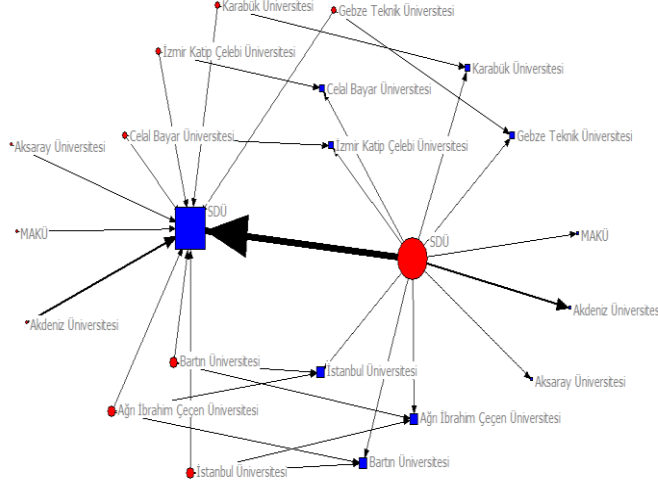 Karabük Üniversitesi
Gebze Teknik Üniversitesi
İzmir Katip Çelebi Üniversitesi
Karabük Üniversitesi
Celal Bayar Üniversitesi
Celal Bayar Üniversitesi
Gebze Teknik Üniversitesi
İzmir Katip Çelebi Üniversitesi
Aksaray Üniversitesi
SDÜ
MAKÜ
SDÜ
MAKÜ
Akdeniz Üniversitesi
Akdeniz Üniversites
Bartın Üniversitesi
İstanbul Üniversitesi
Aksaray Üniversitesi
Ağrı İbrahim Çeçen Üniversitesi
Ağrı İbrahim Çeçen Üniversitesi
Bartın Üniversitesi
İstanbul Üniversitesi